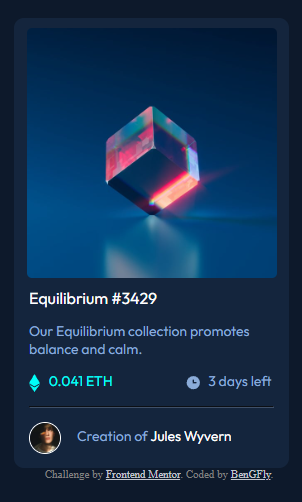 Equilibrium #3429
Our Equilibrium collection promotes
balance and calm.
0.041 ETH 3 days left
Creation of Jules Wyvern
Challenge by Frontend Mentor. Coded by BenGFly.